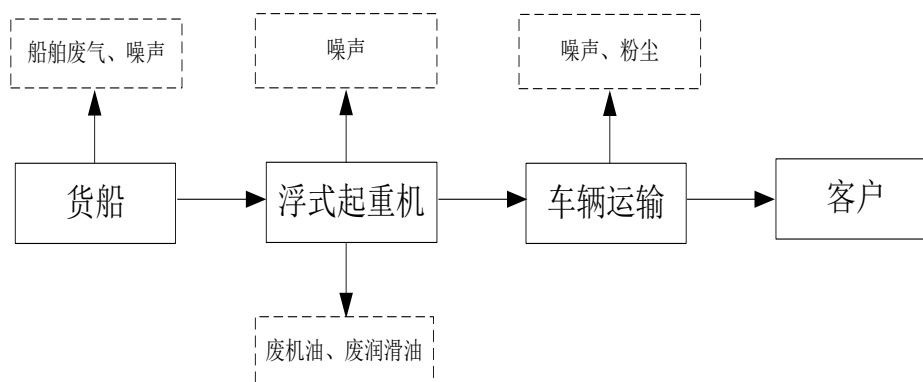 船舶废气、噪声
噪声
噪声、粉尘
货船
浮式起重机
车辆运输
客户
废机油、废润滑油